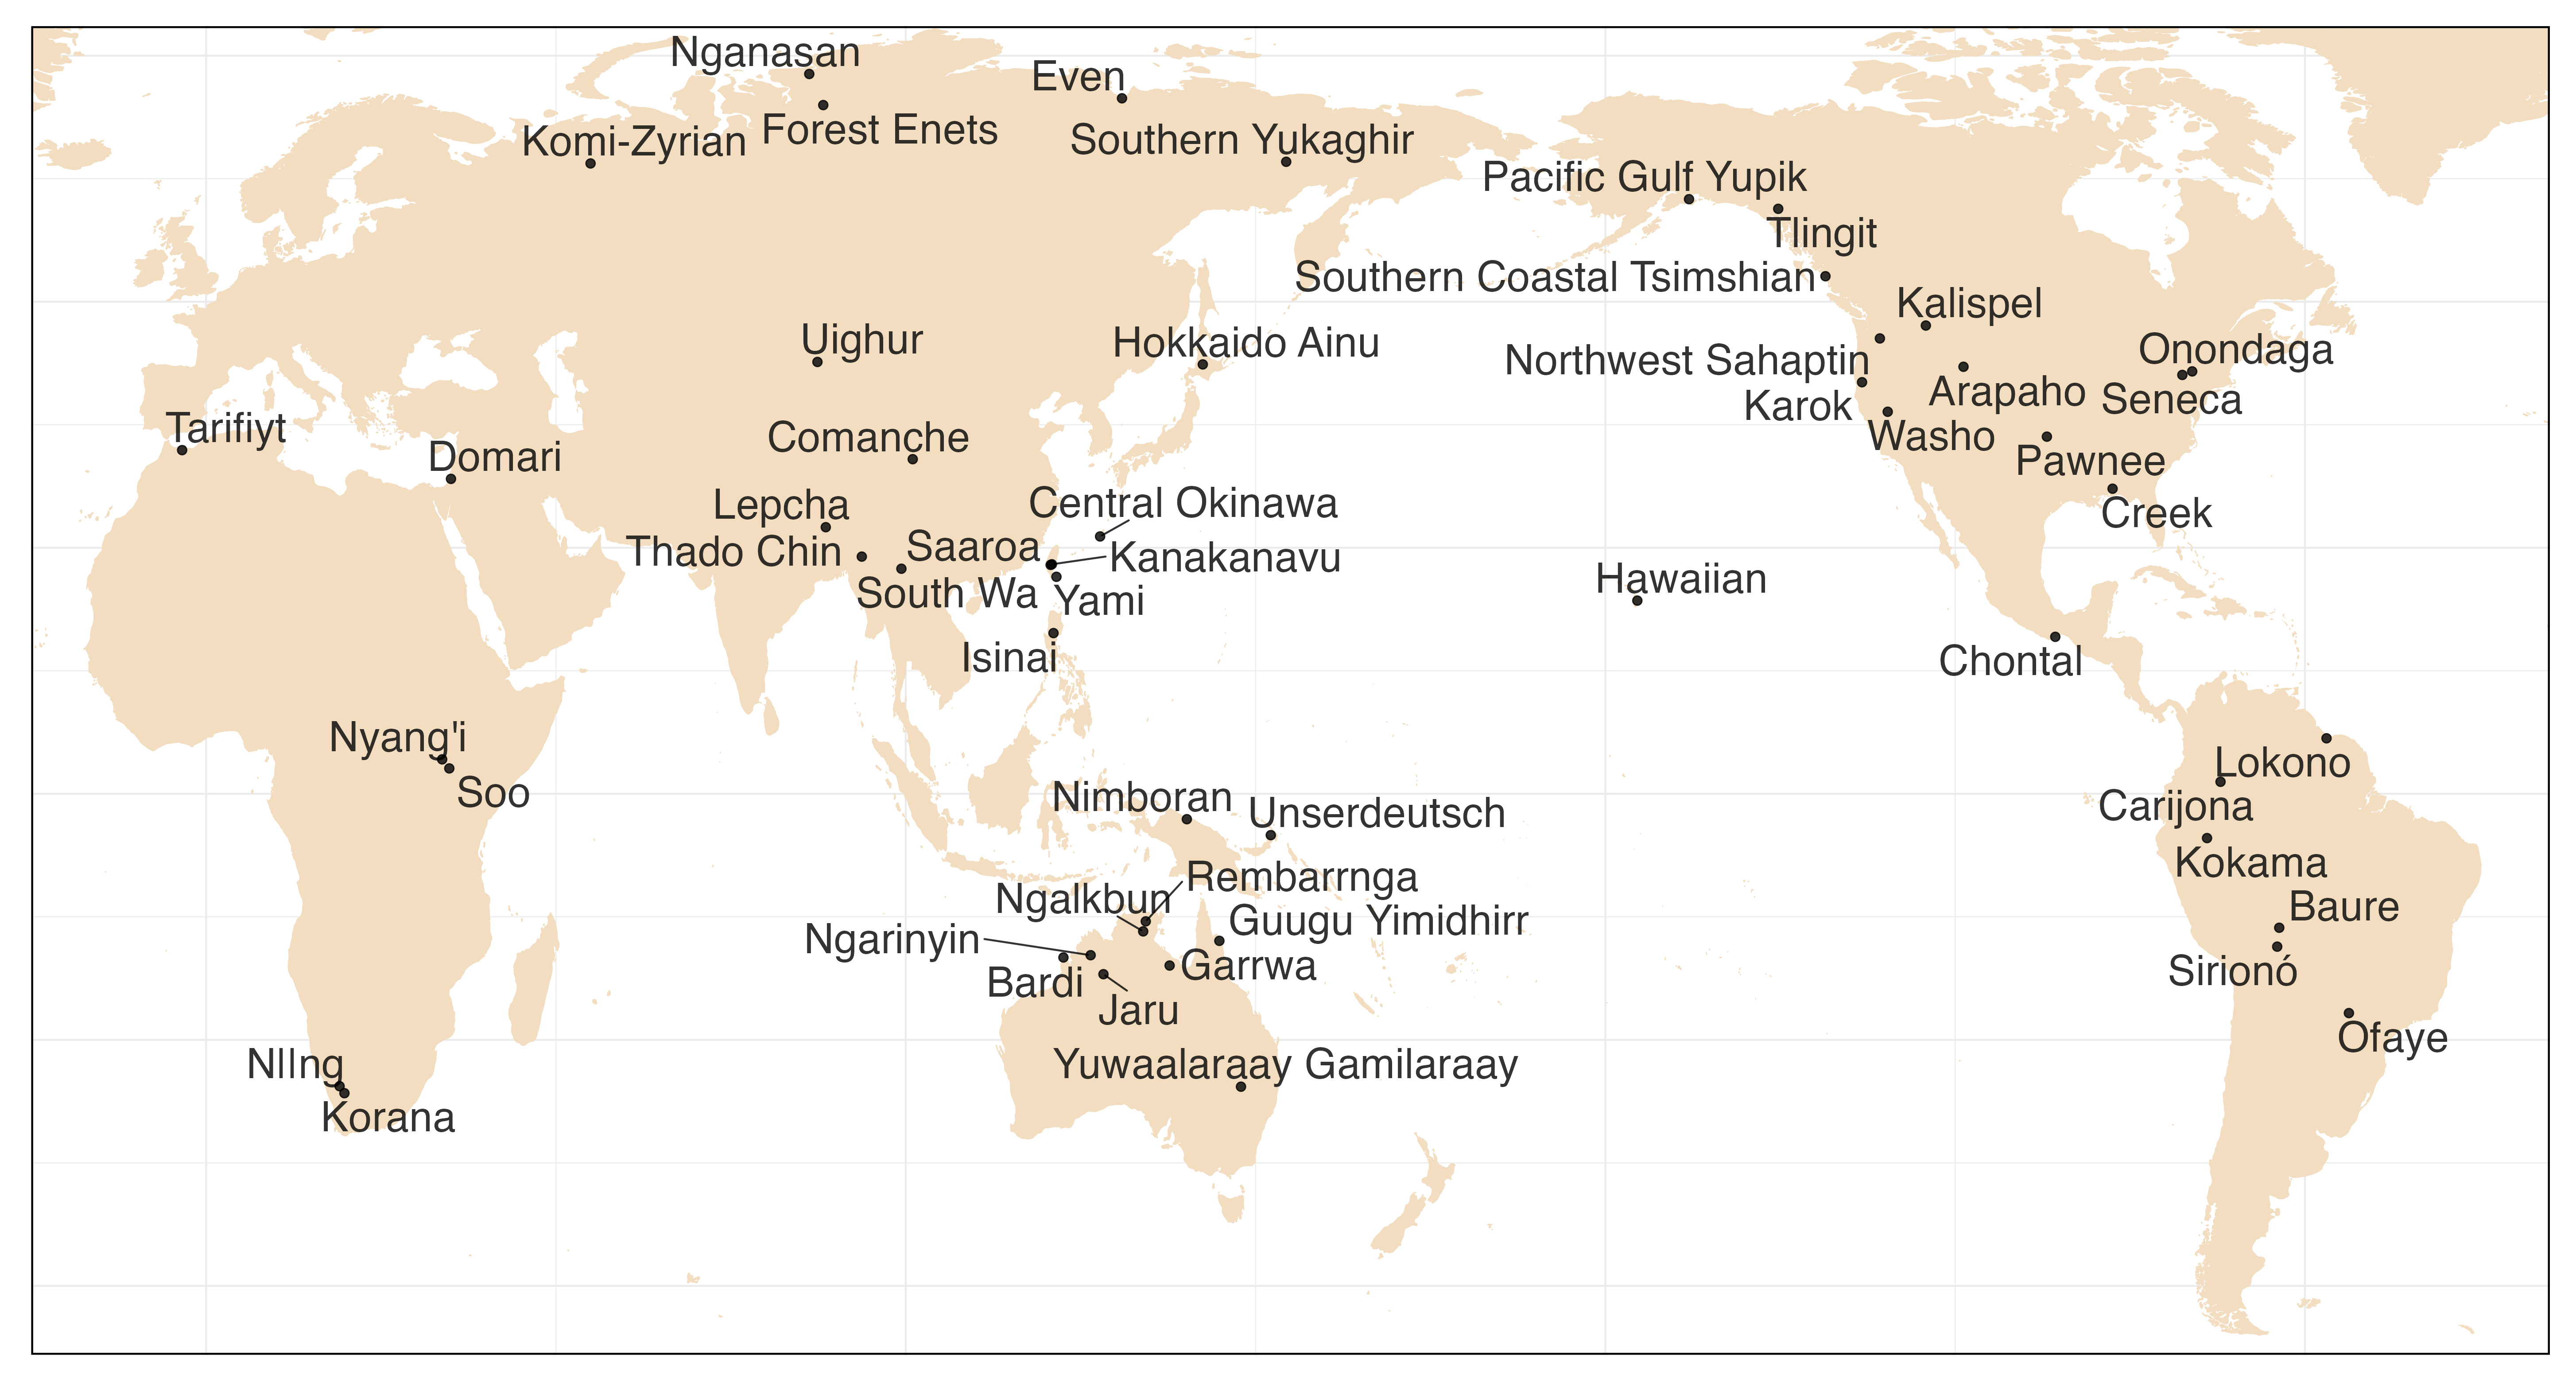 Nganasan
Even
Forest Enets
Komi-Zyrian
Southern Yukaghir
Pacific Gulf Yupik
Tlingit
Southern Coastal Tsimshian
Kalispel
Uighur
Hokkaido Ainu
Northwest Sahaptin
Onondaga
Arapaho
Seneca
Karok
Tarifiyt
Comanche
Washo
Domari
Pawnee
Lepcha
Central Okinawa
Creek
Thado Chin
Saaroa
Kanakanavu
Hawaiian
South Wa
Yami
Isinai
Chontal
Nyang'i
Soo
Lokono
Nimboran
Unserdeutsch
Carijona
Kokama
Rembarrnga
Ngalkbun
Baure
Guugu Yimidhirr
Ngarinyin
Garrwa
Bardi
Sirionó
Jaru
Ofaye
Nllng
Yuwaalaraay Gamilaraay
Korana